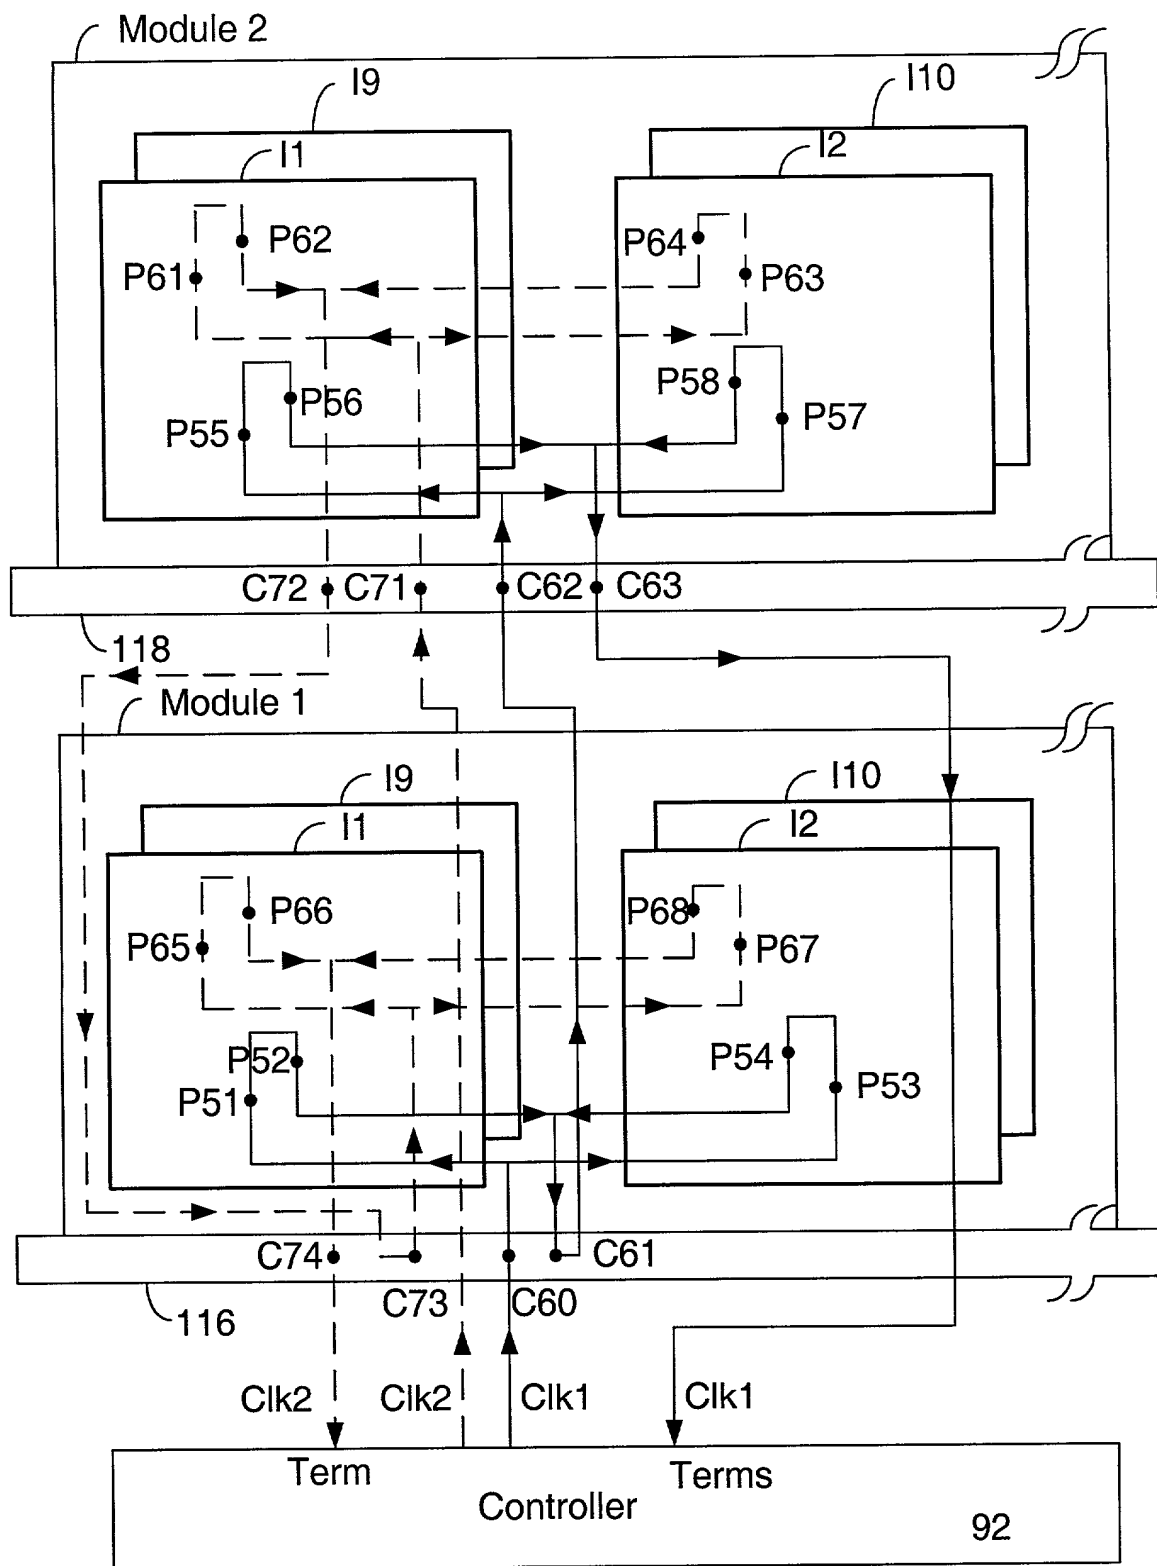 Module 2
I9
I10
I1
I2
P62
P64
P61
P63
P58
P56
P57
P55
C72
C71
C62
C63
118
Module 1
I9
I10
I1
I2
P66
P68
P65
P67
P52
P54
P51
P53
C74
C61
C73
C60
116
Clk2
Clk2
Clk1
Clk1
Term
Terms
Controller
92